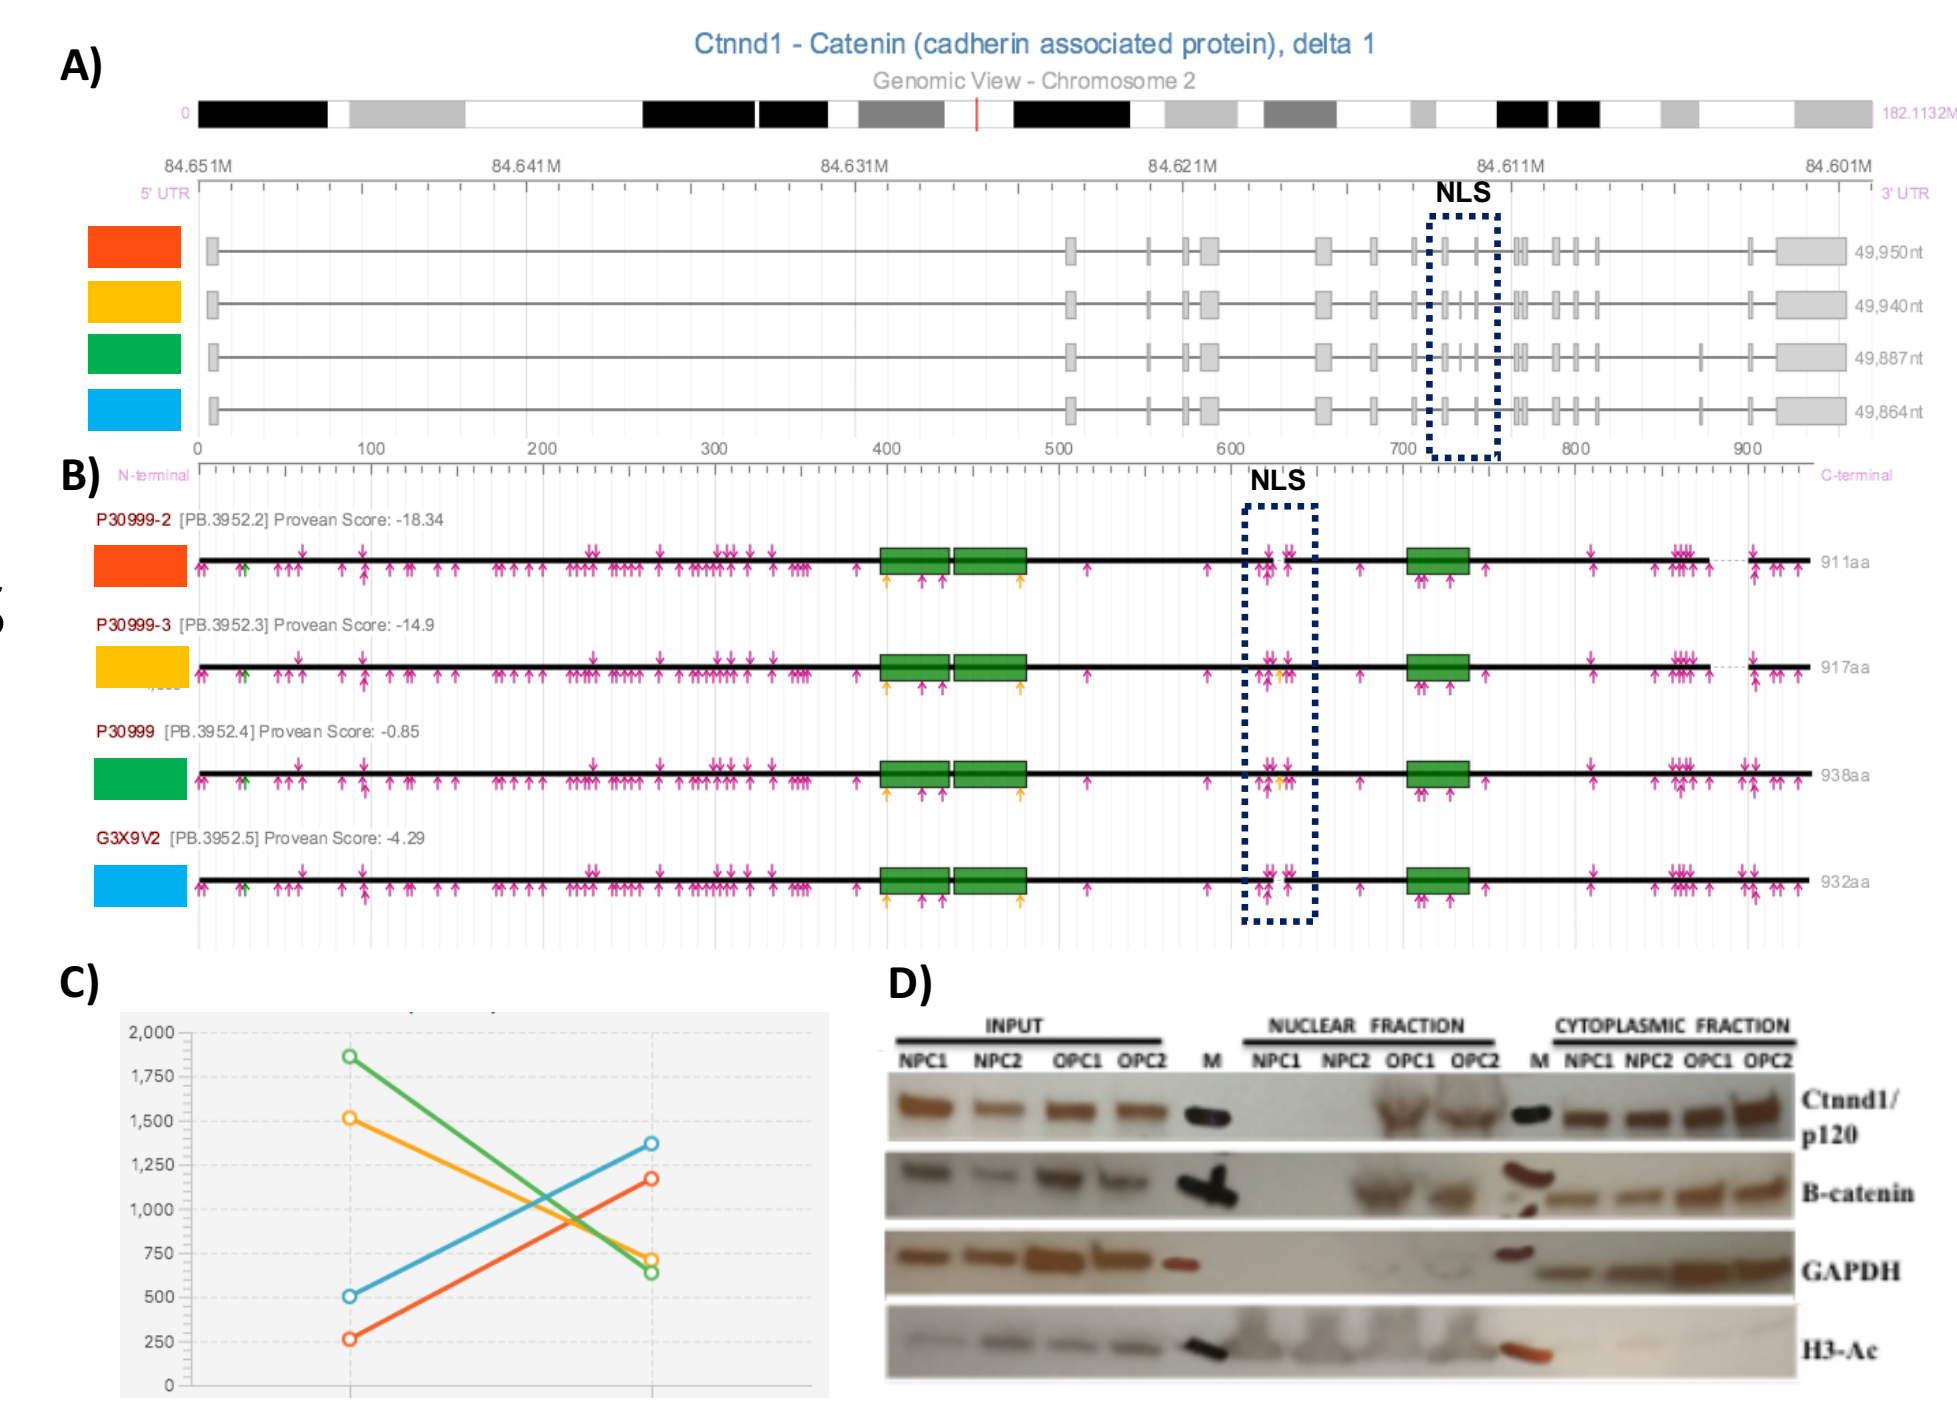 A)
Ctnnd1 - Catenin (cadherin associated protein), delta 1
Genomic View - Chromosome 2
0 182.1132M
84.651M 84.641M 84.631M 84.621M 84.611M 84.601M
5' UTR NLS 3' UTR
49,950nt
49,940nt
49,887nt
49,864nt
0 100 200 300 400 500 600 700 800 900
B) N-terminal NLS C-terminal
P30999-2 [PB.3952.2] Provean Score: -18.34
911aa
P30999-3 [PB.3952.3] Provean Score: -14.9
917aa
P30999 [PB.3952.4] Provean Score: -0.85
938aa
G3X9V2 [PB.3952.5] Provean Score: -4.29
932aa
C)
2,000
1,750
1,500
1,250
1,000
750
500
250
0
D)
INPUT NUCLEAR FRACTION CYTOPLASMIC FRACTION
NPC1 NPC2 OPC1 OPC2 M NPC1 NPC2 OPC1 OPC2 M NPC1 NPC2 OPC1 OPC2
Ctnnd1/
p120
B-catenin
GAPDH
H3-Ac